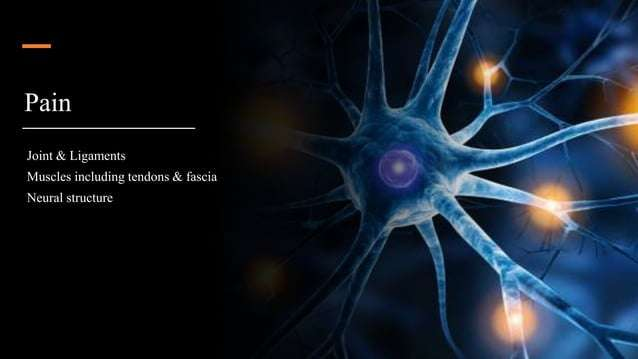 Pain
Joint & Ligaments
Muscles including tendons & fascia
Neural structure